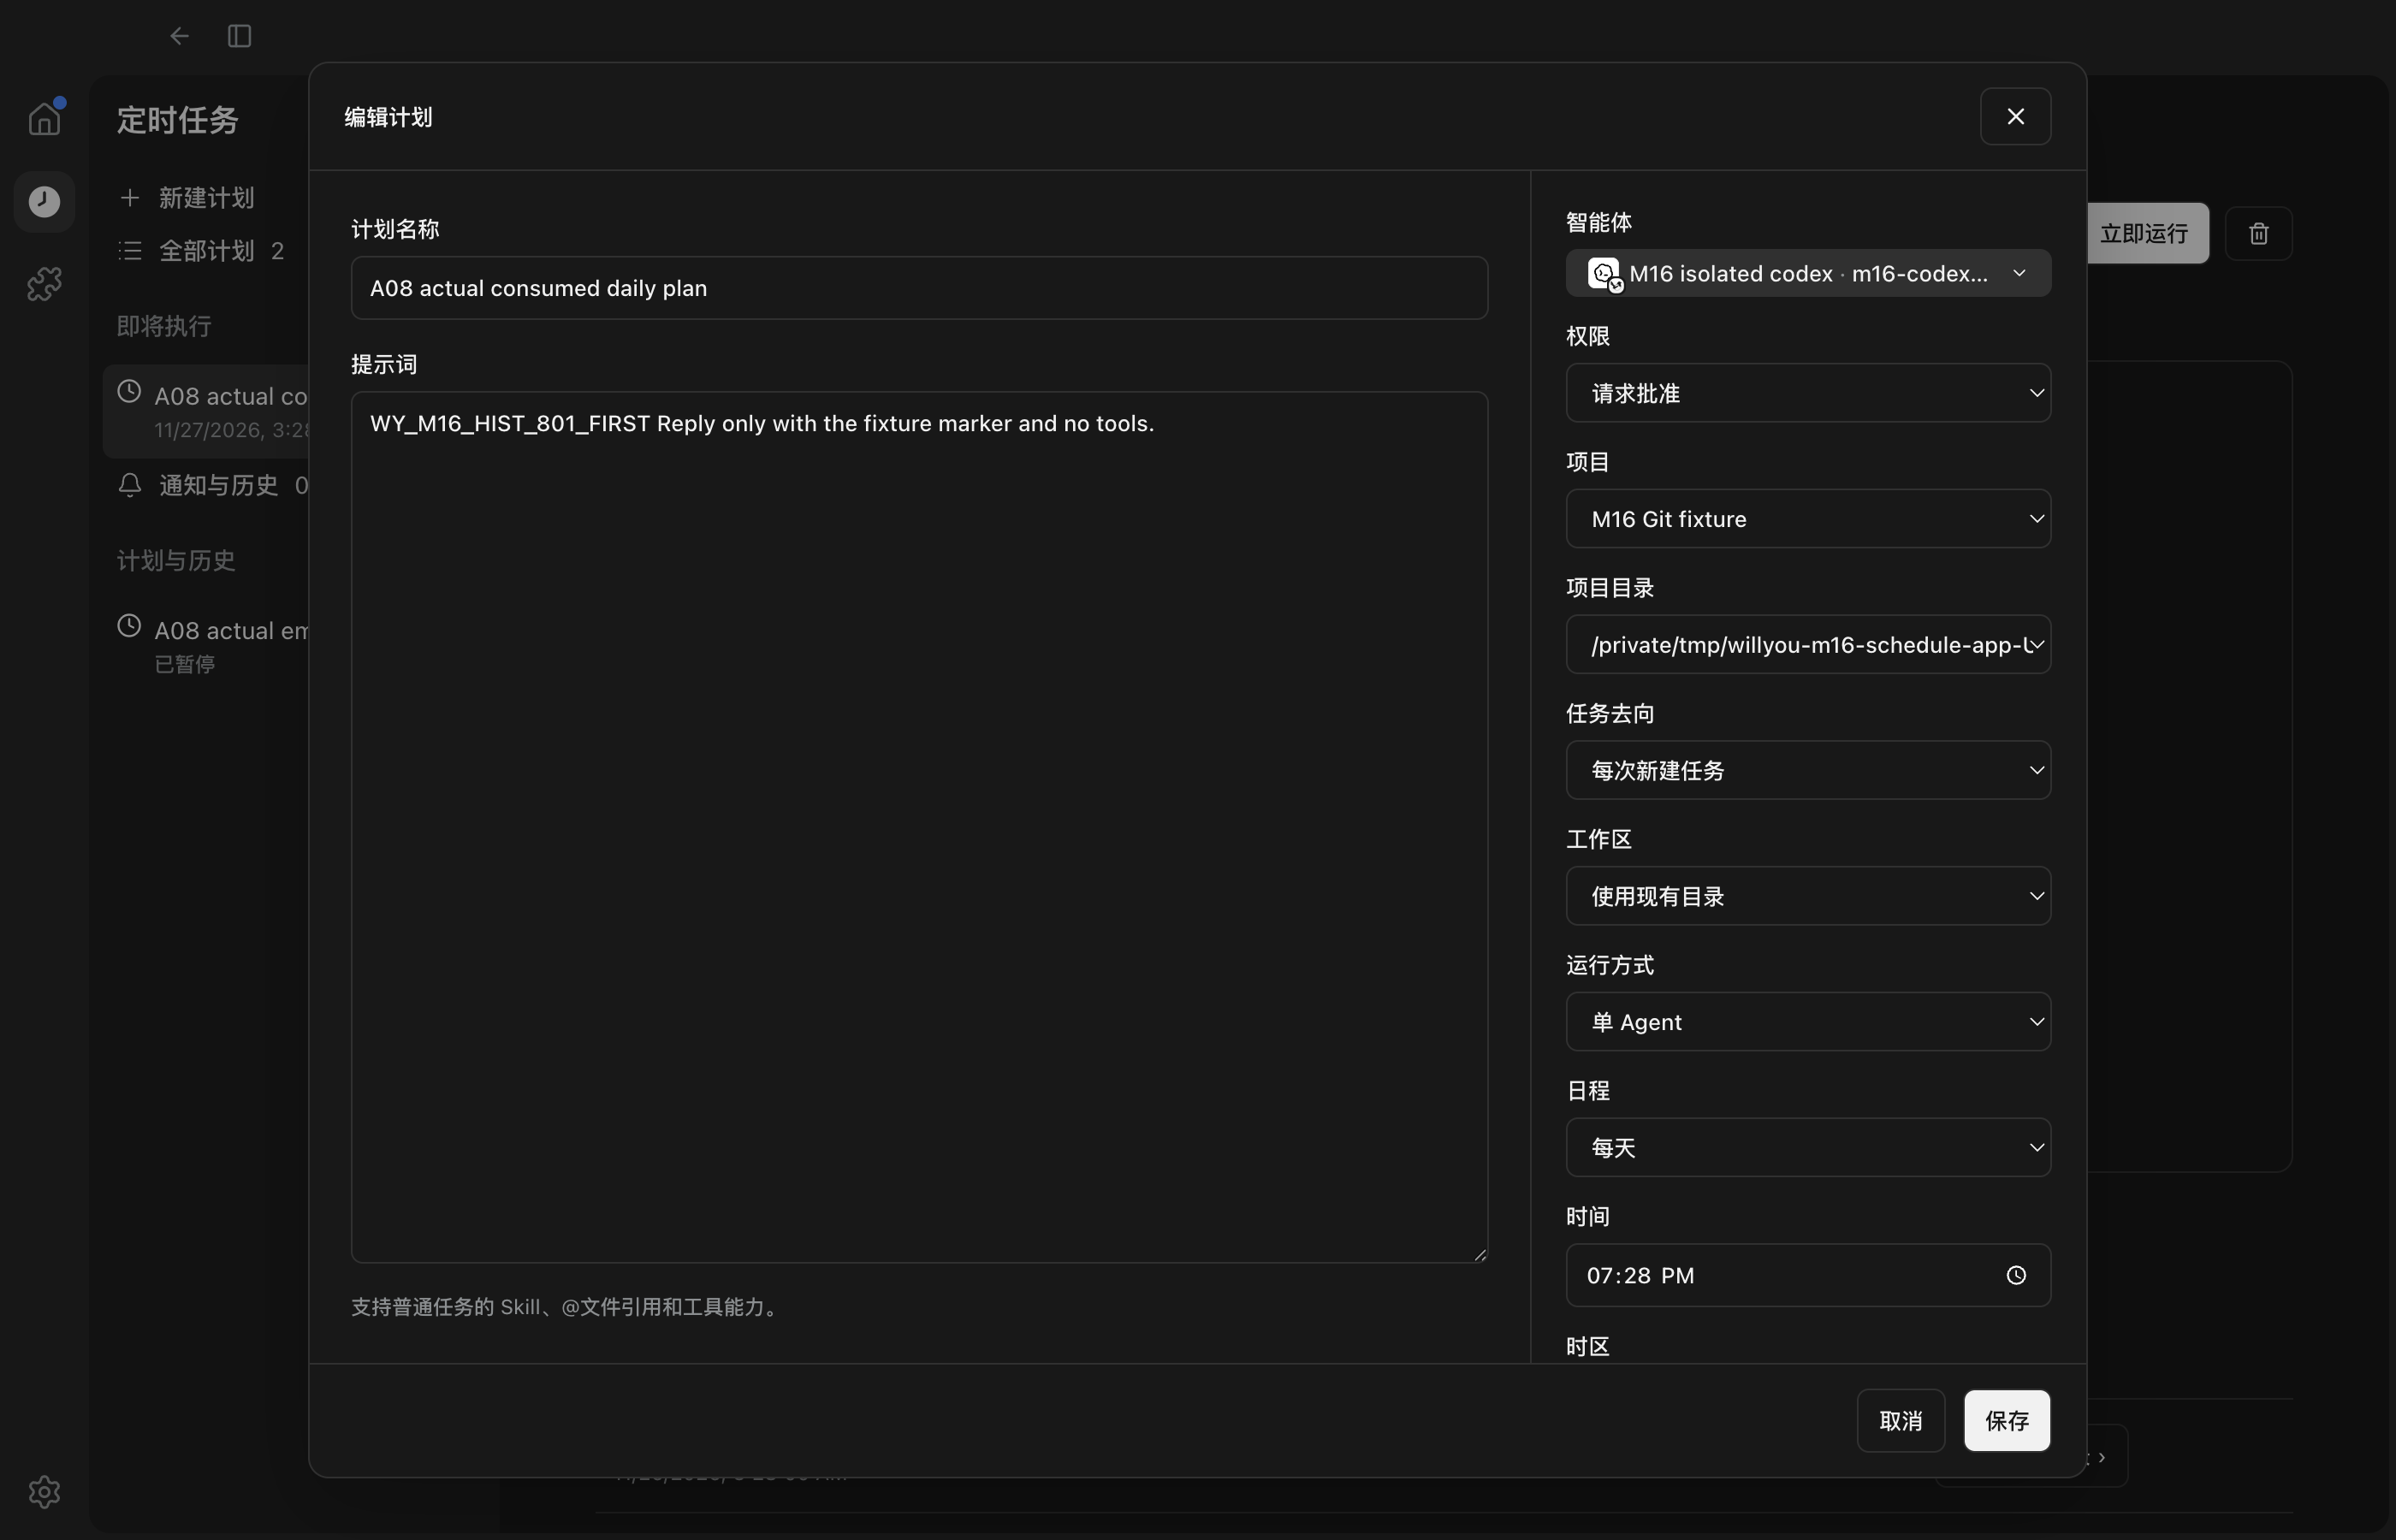 定时任务
新建计划
全部计划 2
即将执行
A08 actual co
11/27/2026, 3:28
通知与历史 0
计划与历史
A08 actual em
已暂停
立即运行
编辑计划
计划名称
A08 actual consumed daily plan
提示词
WY_M16_HIST_801_FIRST Reply only with the fixture marker and no tools.
支持普通任务的 Skill、@文件引用和工具能力。
智能体
M16 isolated codex · m16-codex...
权限
请求批准
项目
M16 Git fixture
项目目录
/private/tmp/willyou-m16-schedule-app-
任务去向
每次新建任务
工作区
使用现有目录
运行方式
单 Agent
日程
每天
时间
07:28 PM
时区
取消
保存